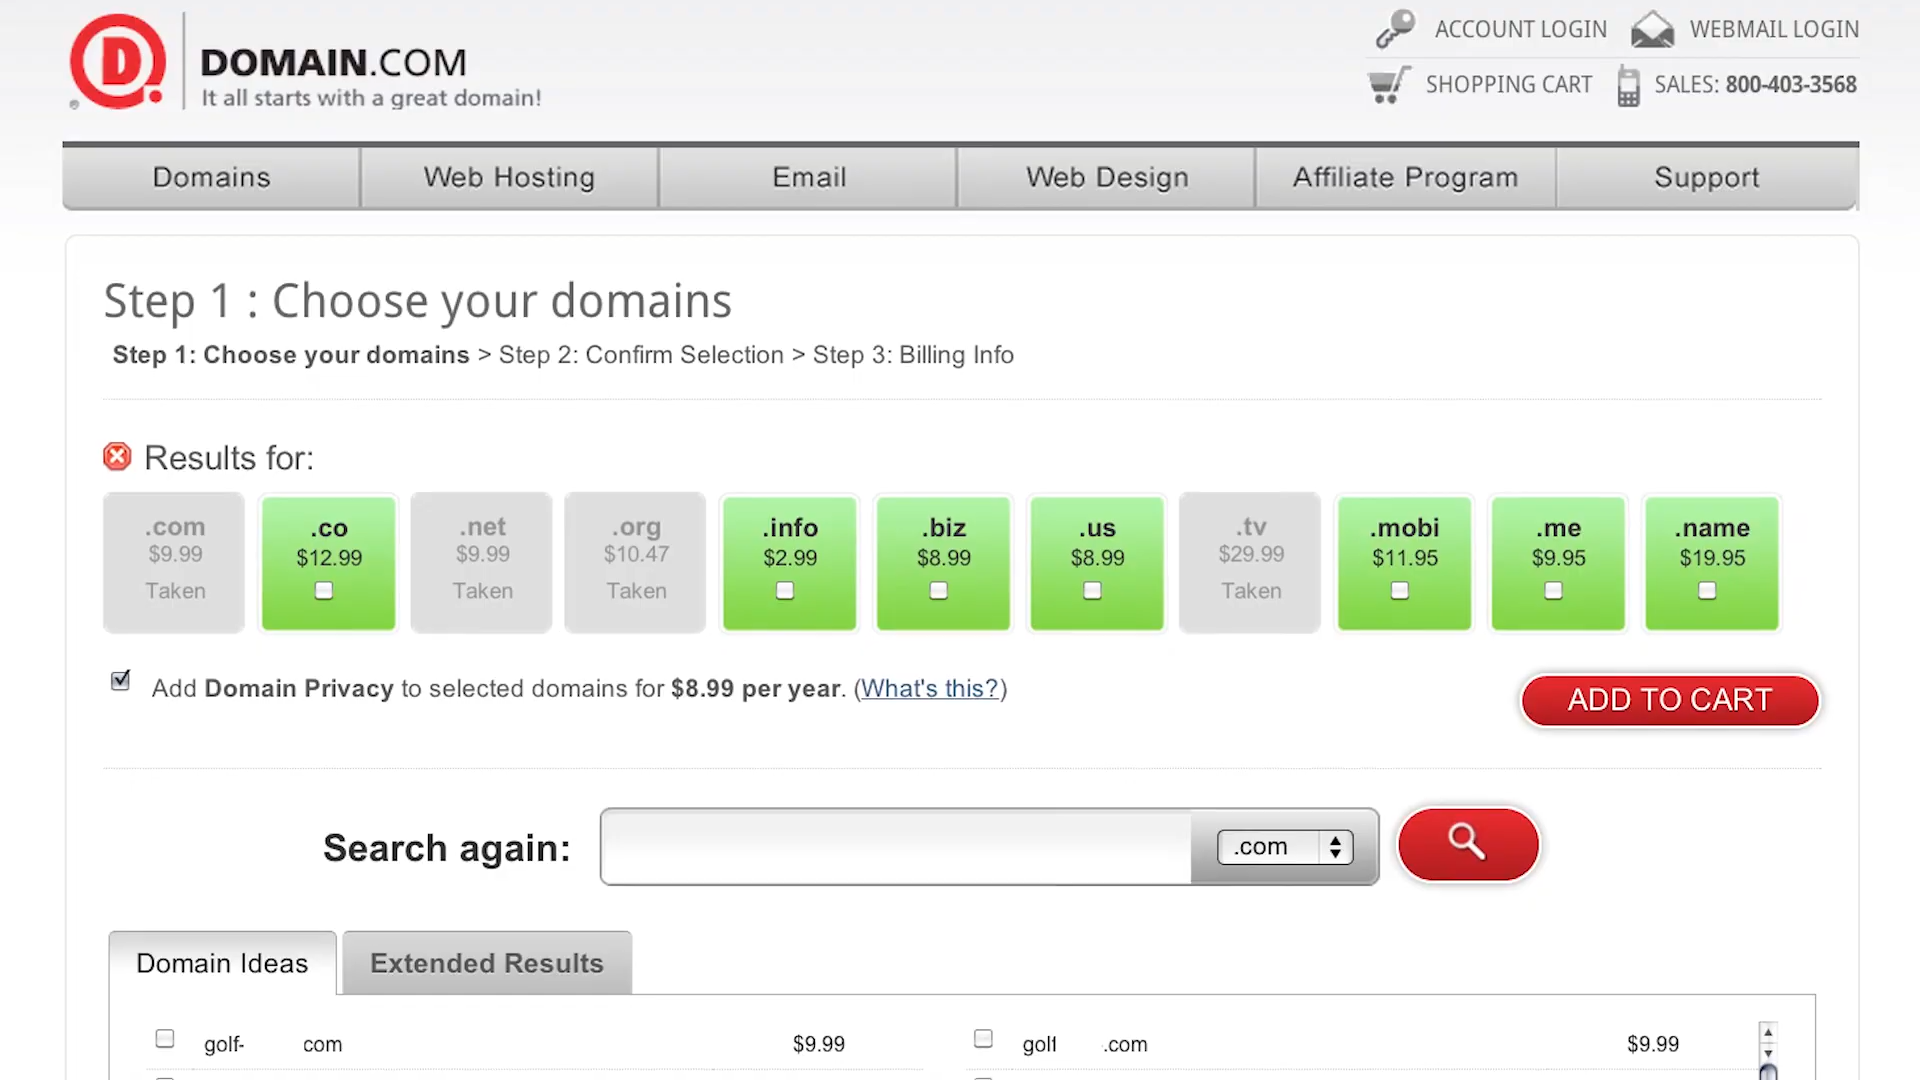 DOMAIN.COM
It all starts with a great domain!
ACCOUNT LOGIN
WEBMAIL LOGIN
SHOPPING CART
SALES: 800-403-3568
Domains
Web Hosting
Email
Web Design
Affiliate Program
Support
Step 1 : Choose your domains
Step 1: Choose your domains > Step 2: Confirm Selection > Step 3: Billing Info
Results for:
.com
$9.99
Taken
.co
$12.99
.net
$9.99
Taken
.org
$10.47
Taken
.info
$2.99
.biz
$8.99
.us
$8.99
.tv
$29.99
Taken
.mobi
$11.95
.me
$9.95
.name
$19.95
Add Domain Privacy to selected domains for $8.99 per year. (What's this?)
ADD TO CART
Search again:
.com
Domain Ideas
Extended Results
golf- com $9.99
golf .com $9.99